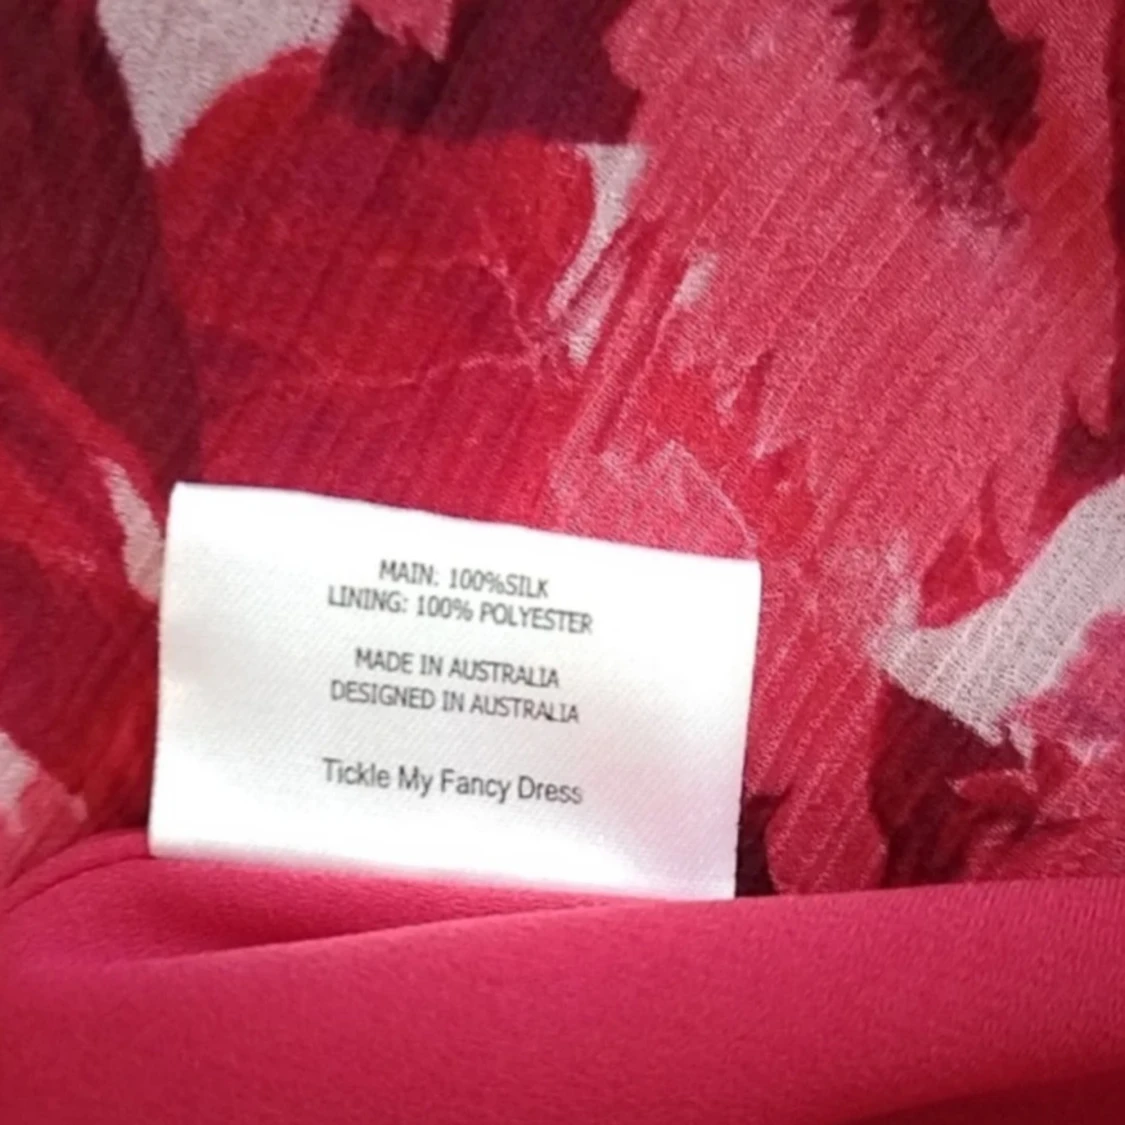 MAIN: 100%SILK
LINING: 100% POLYESTER
MADE IN AUSTRALIA
DESIGNED IN AUSTRALIA
Tickle My Fancy Dress